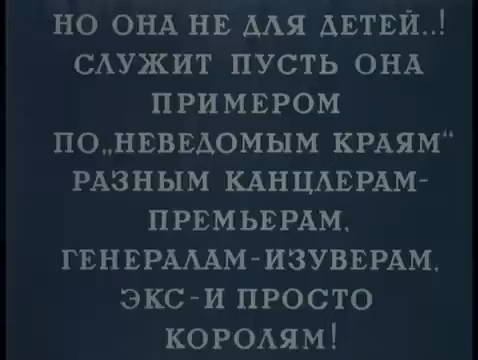 НО ОНА НЕ ДЛЯ ДЕТЕЙ..!
СЛУЖИТ ПУСТЬ ОНА
ПРИМЕРОМ
ПО„НЕВЕДОМЫМ КРАЯМ“
РАЗНЫМ КАНЦЛЕРАМ-
ПРЕМЬЕРАМ,
ГЕНЕРАЛАМ-ИЗУВЕРАМ,
ЭКС-И ПРОСТО
КОРОЛЯМ!